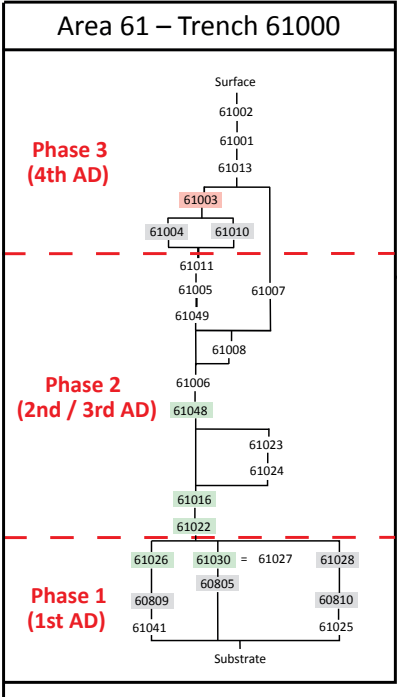 Area 61 – Trench 61000
Surface
61002
61001
61013
Phase 3
(4th AD)
61003
61004 61010
61011
61005
61007
61049
61008
61006
Phase 2
(2nd / 3rd AD)
61048
61023
61024
61016
61022
61026 61030 = 61027 61028
60805
Phase 1
(1st AD)
60809 60810
61041 61025
Substrate